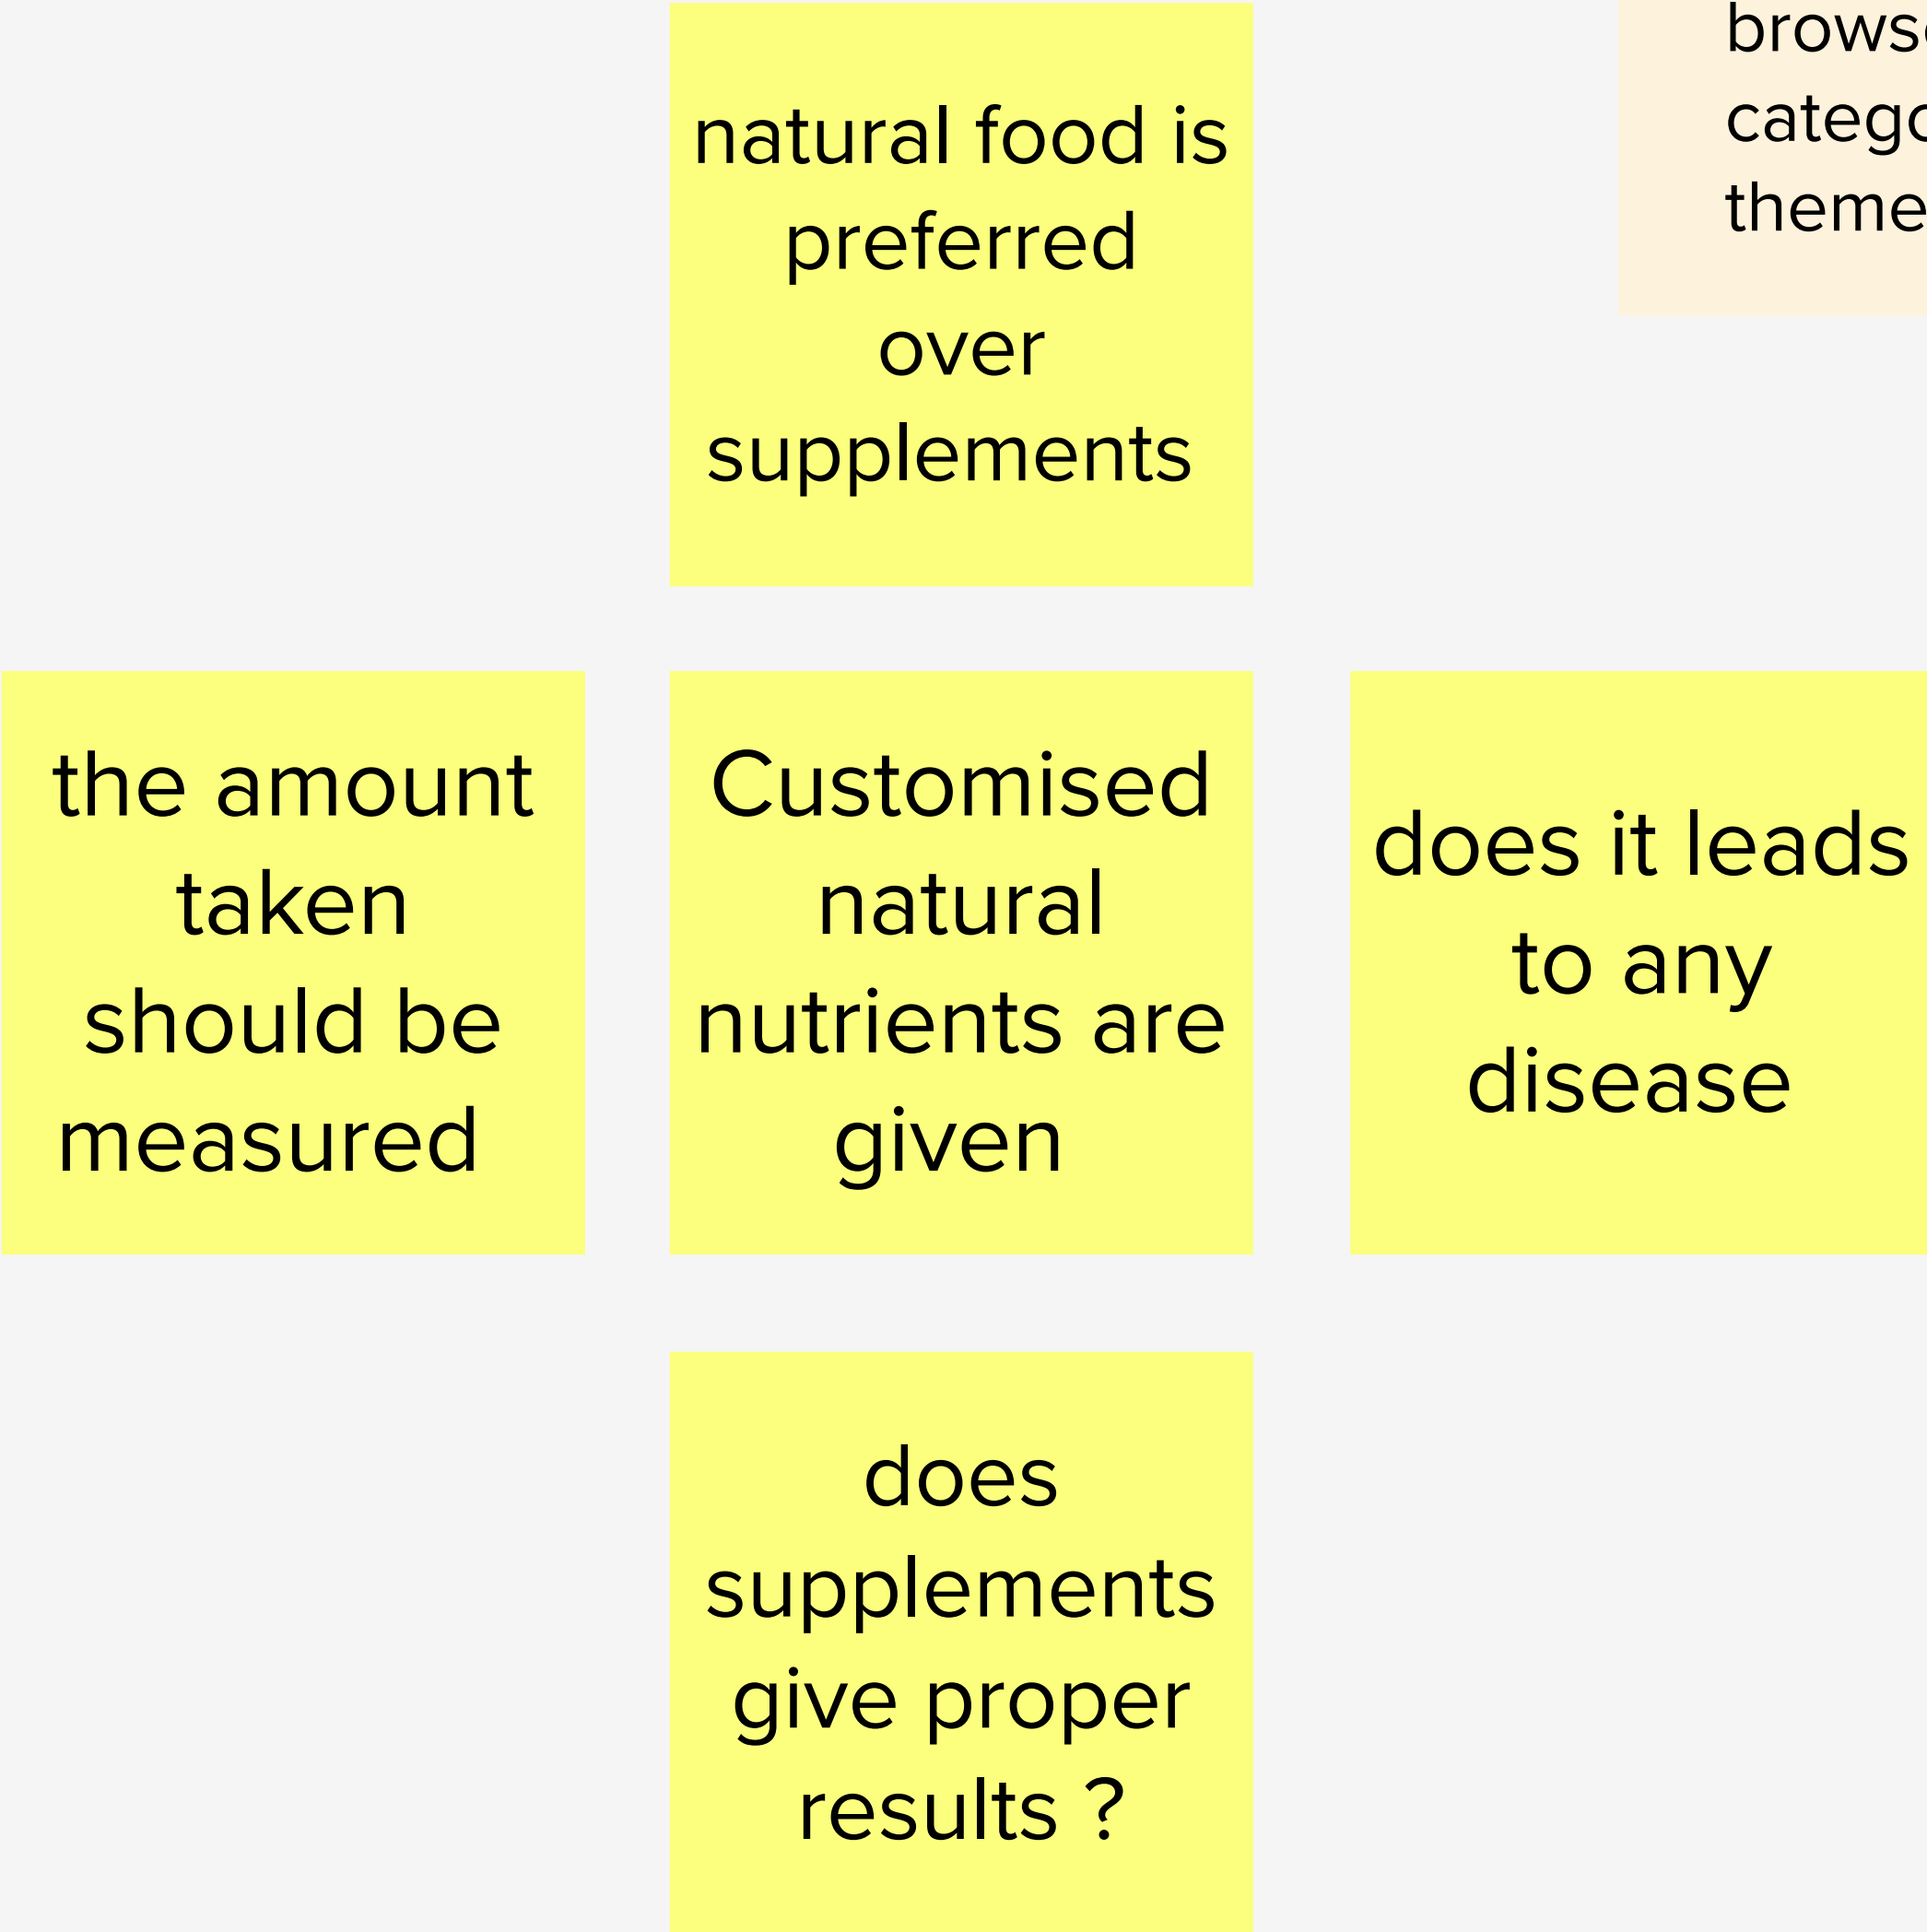 natural food is
preferred
over
supplements
the amount
taken
should be
measured
Customised
natural
nutrients are
given
does it leads
to any
disease
does
supplements
give proper
results ?